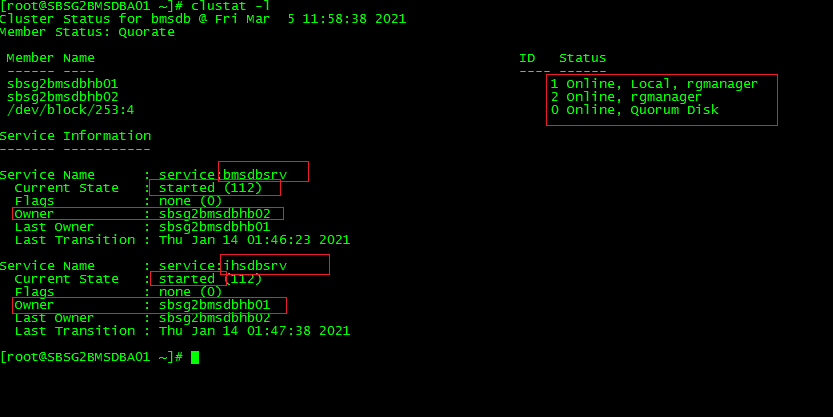 [root@SBSG2BMSDBA01 ~]# clustat -l
Cluster Status for bmsdb @ Fri Mar  5 11:58:38 2021
Member Status: Quorate
Member Name ID Status
------ ---- ---- ------
sbsg2bmsdbhb01 1 Online, Local, rgmanager
sbsg2bmsdbhb02 2 Online, rgmanager
/dev/block/253:4 0 Online, Quorum Disk
Service Information
------- -----------
Service Name : service:bmsdbsrv
Current State : started (112)
Flags : none (0)
Owner : sbsg2bmsdbhb02
Last Owner : sbsg2bmsdbhb01
Last Transition : Thu Jan 14 01:46:23 2021
Service Name : service:jhsdbsrv
Current State : started (112)
Flags : none (0)
Owner : sbsg2bmsdbhb01
Last Owner : sbsg2bmsdbhb02
Last Transition : Thu Jan 14 01:47:38 2021
[root@SBSG2BMSDBA01 ~]#